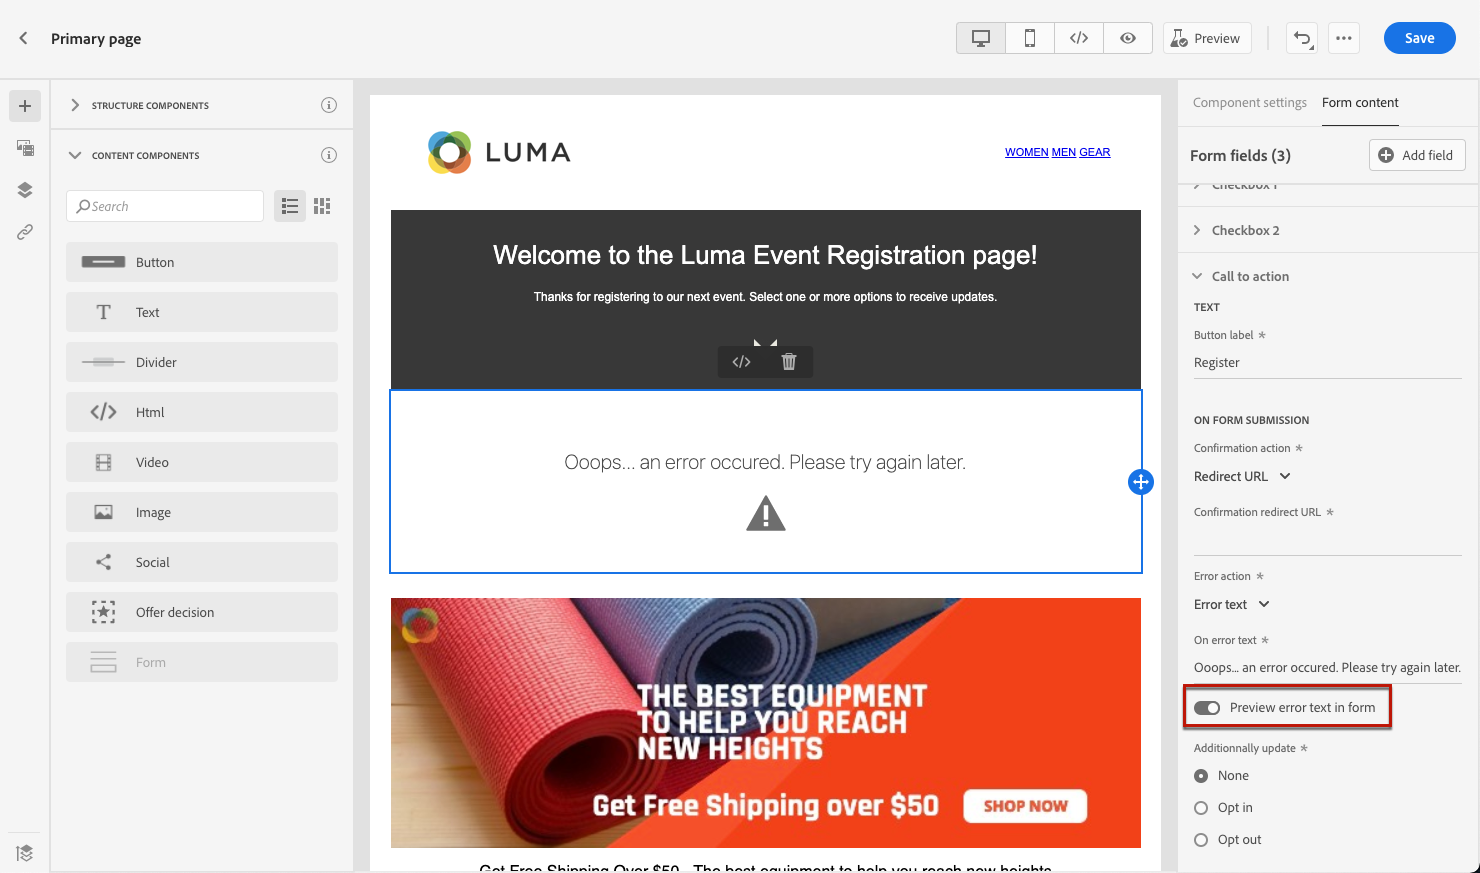 Primary page
Preview
Save
STRUCTURE COMPONENTS
CONTENT COMPONENTS
Search
Button
Text
Divider
Html
Video
Image
Social
Offer decision
Form
LUMA
WOMEN MEN GEAR
Welcome to the Luma Event Registration page!
Thanks for registering to our next event. Select one or more options to receive updates.
Ooops... an error occured. Please try again later.
THE BEST EQUIPMENT
TO HELP YOU REACH
NEW HEIGHTS
Get Free Shipping over $50
SHOP NOW
Get Free Shipping Over $50 - The best equipment to help you reach new heights
Component settings
Form content
Form fields (3)
Add field
Checkbox 1
Checkbox 2
Call to action
TEXT
Button label *
Register
ON FORM SUBMISSION
Confirmation action *
Redirect URL
Confirmation redirect URL *
Error action *
Error text
On error text *
Ooops... an error occured. Please try again later.
Preview error text in form
Additionnally update *
None
Opt in
Opt out